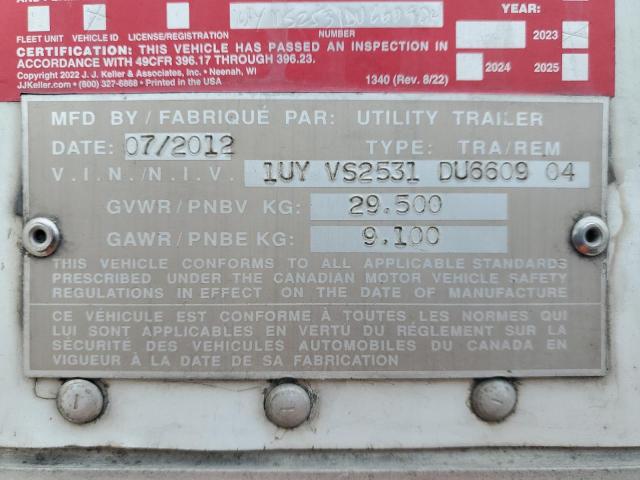 YEAR:
2023
FLEET UNIT VEHICLE ID LICENSE/REGISTRATION NUMBER
CERTIFICATION: THIS VEHICLE HAS PASSED AN INSPECTION IN
ACCORDANCE WITH 49CFR 396.17 THROUGH 396.23.
2024 2025
Copyright 2022 J. J. Keller & Associates, Inc. • Neenah, WI
JJKeller.com • (800) 327-6868 • Printed in the USA 1340 (Rev. 8/22)
MFD BY/FABRIQUÉ PAR: UTILITY TRAILER
DATE: 07/2012 TYPE: TRA/REM
V.I.N./N.I.V. 1UY VS2531 DU6609 04
GVWR/PNBV KG: 29.500
GAWR/PNBE KG: 9.100
THIS VEHICLE CONFORMS TO ALL APPLICABLE STANDARDS
PRESCRIBED UNDER THE CANADIAN MOTOR VEHICLE SAFETY
REGULATIONS IN EFFECT ON THE DATE OF MANUFACTURE
CE VÉHICULE EST CONFORME À TOUTES LES NORMES QUI
LUI SONT APPLICABLES EN VERTU DU RÉGLEMENT SUR LA
SÉCURITE DES VEHICULES AUTOMOBILES DU CANADA EN
VIGUEUR À LA DATE DE SA FABRICATION